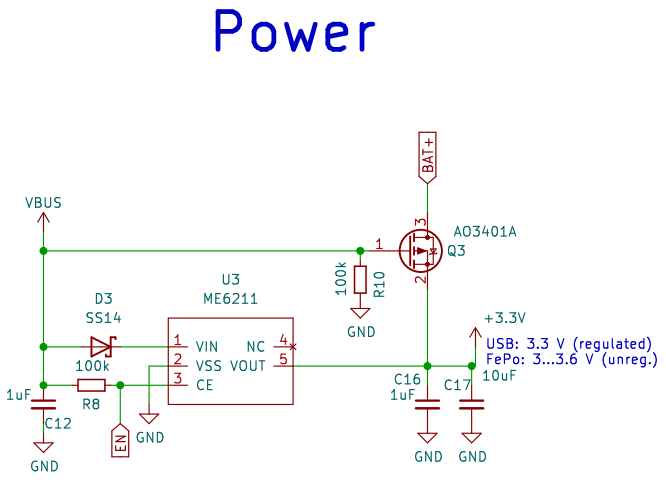 Power
BAT+
VBUS
3
AO3401A
1
Q3
100k
R10
2
U3
ME6211
D3
SS14
GND
+3.3V
1 VIN NC 4
USB: 3.3 V (regulated)
100k
2 VSS VOUT 5
FePo: 3...3.6 V (unreg.)
3 CE
C16
C17
10uF
1uF
1uF
R8
C12
EN
GND
GND
GND
GND